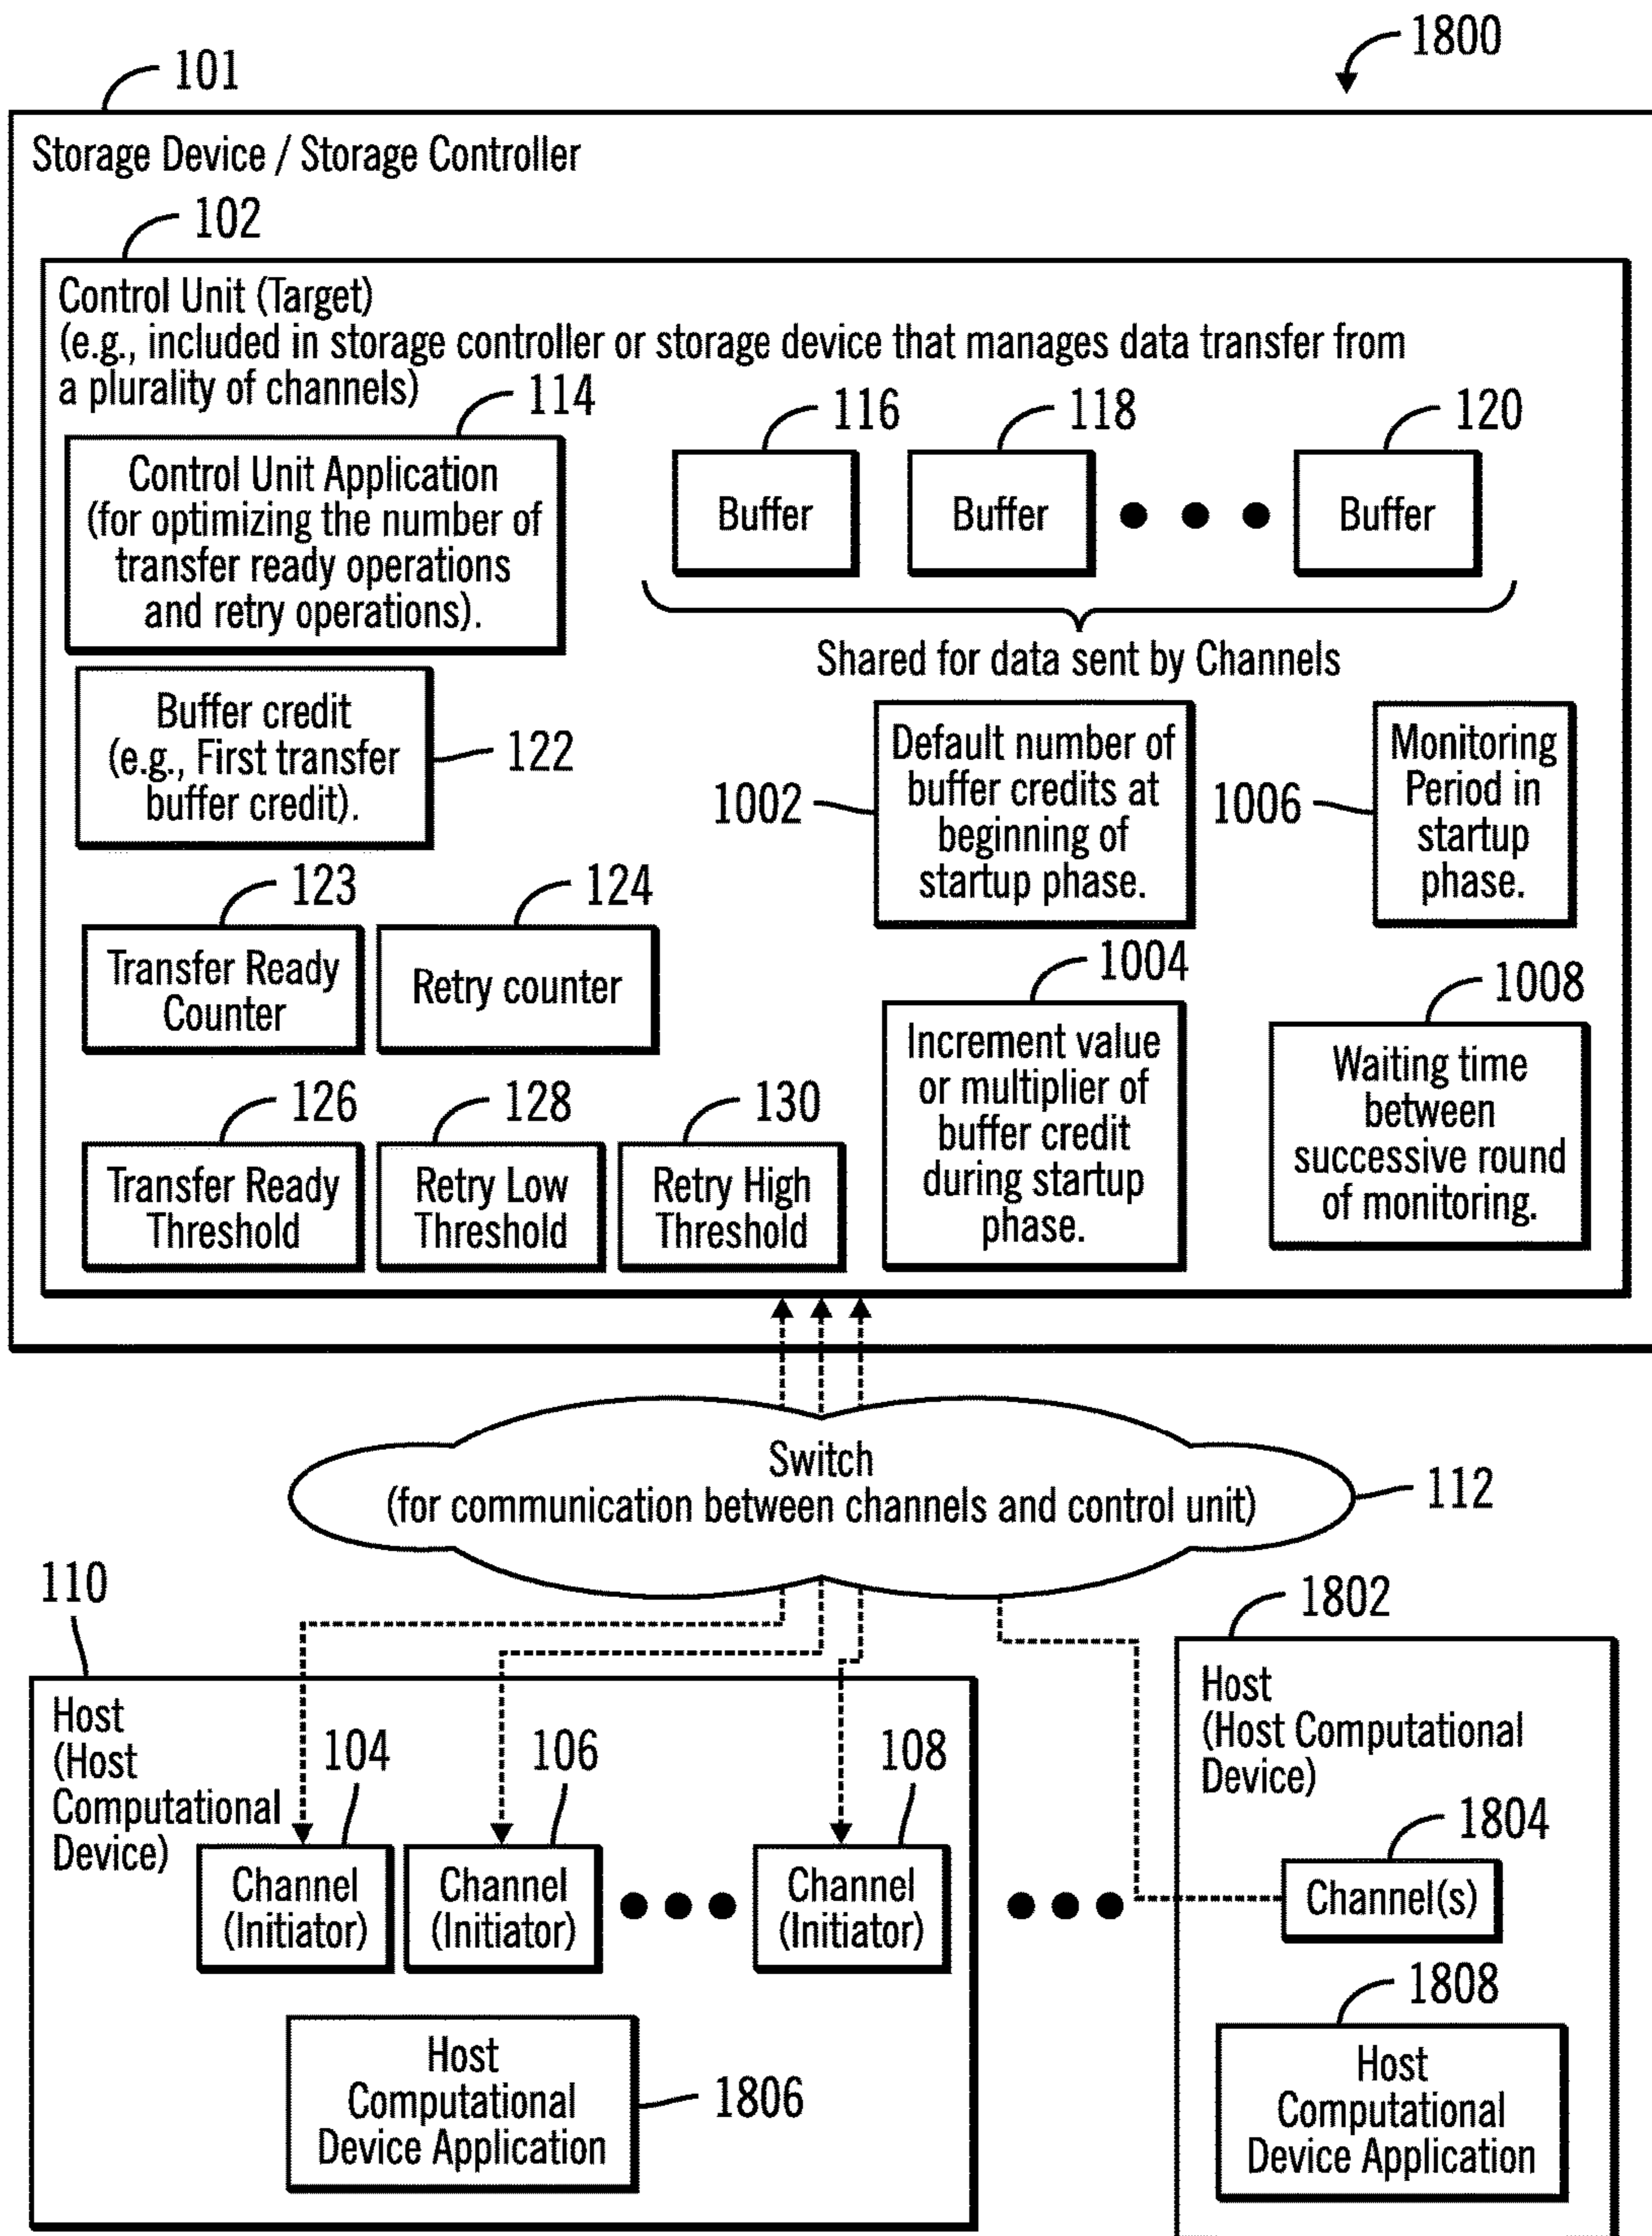 1800
101
Storage Device / Storage Controller
102
Control Unit (Target)
(e.g., included in storage controller or storage device that manages data transfer from
a plurality of channels)
114
Control Unit Application
(for optimizing the number of
transfer ready operations
and retry operations).
116
Buffer
118
Buffer
120
Buffer
Shared for data sent by Channels
Buffer credit
(e.g., First transfer
buffer credit).
122
1002
Default number of
buffer credits at
beginning of
startup phase.
1006
Monitoring
Period in
startup
phase.
123
Transfer Ready
Counter
124
Retry counter
1004
Increment value
or multiplier of
buffer credit
during startup
phase.
1008
Waiting time
between
successive round
of monitoring.
126
Transfer Ready
Threshold
128
Retry Low
Threshold
130
Retry High
Threshold
Switch
(for communication between channels and control unit)
112
110
Host
(Host
Computational
Device)
104
Channel
(Initiator)
106
Channel
(Initiator)
108
Channel
(Initiator)
Host
Computational
Device Application
1806
1802
Host
(Host Computational
Device)
1804
Channel(s)
1808
Host
Computational
Device Application